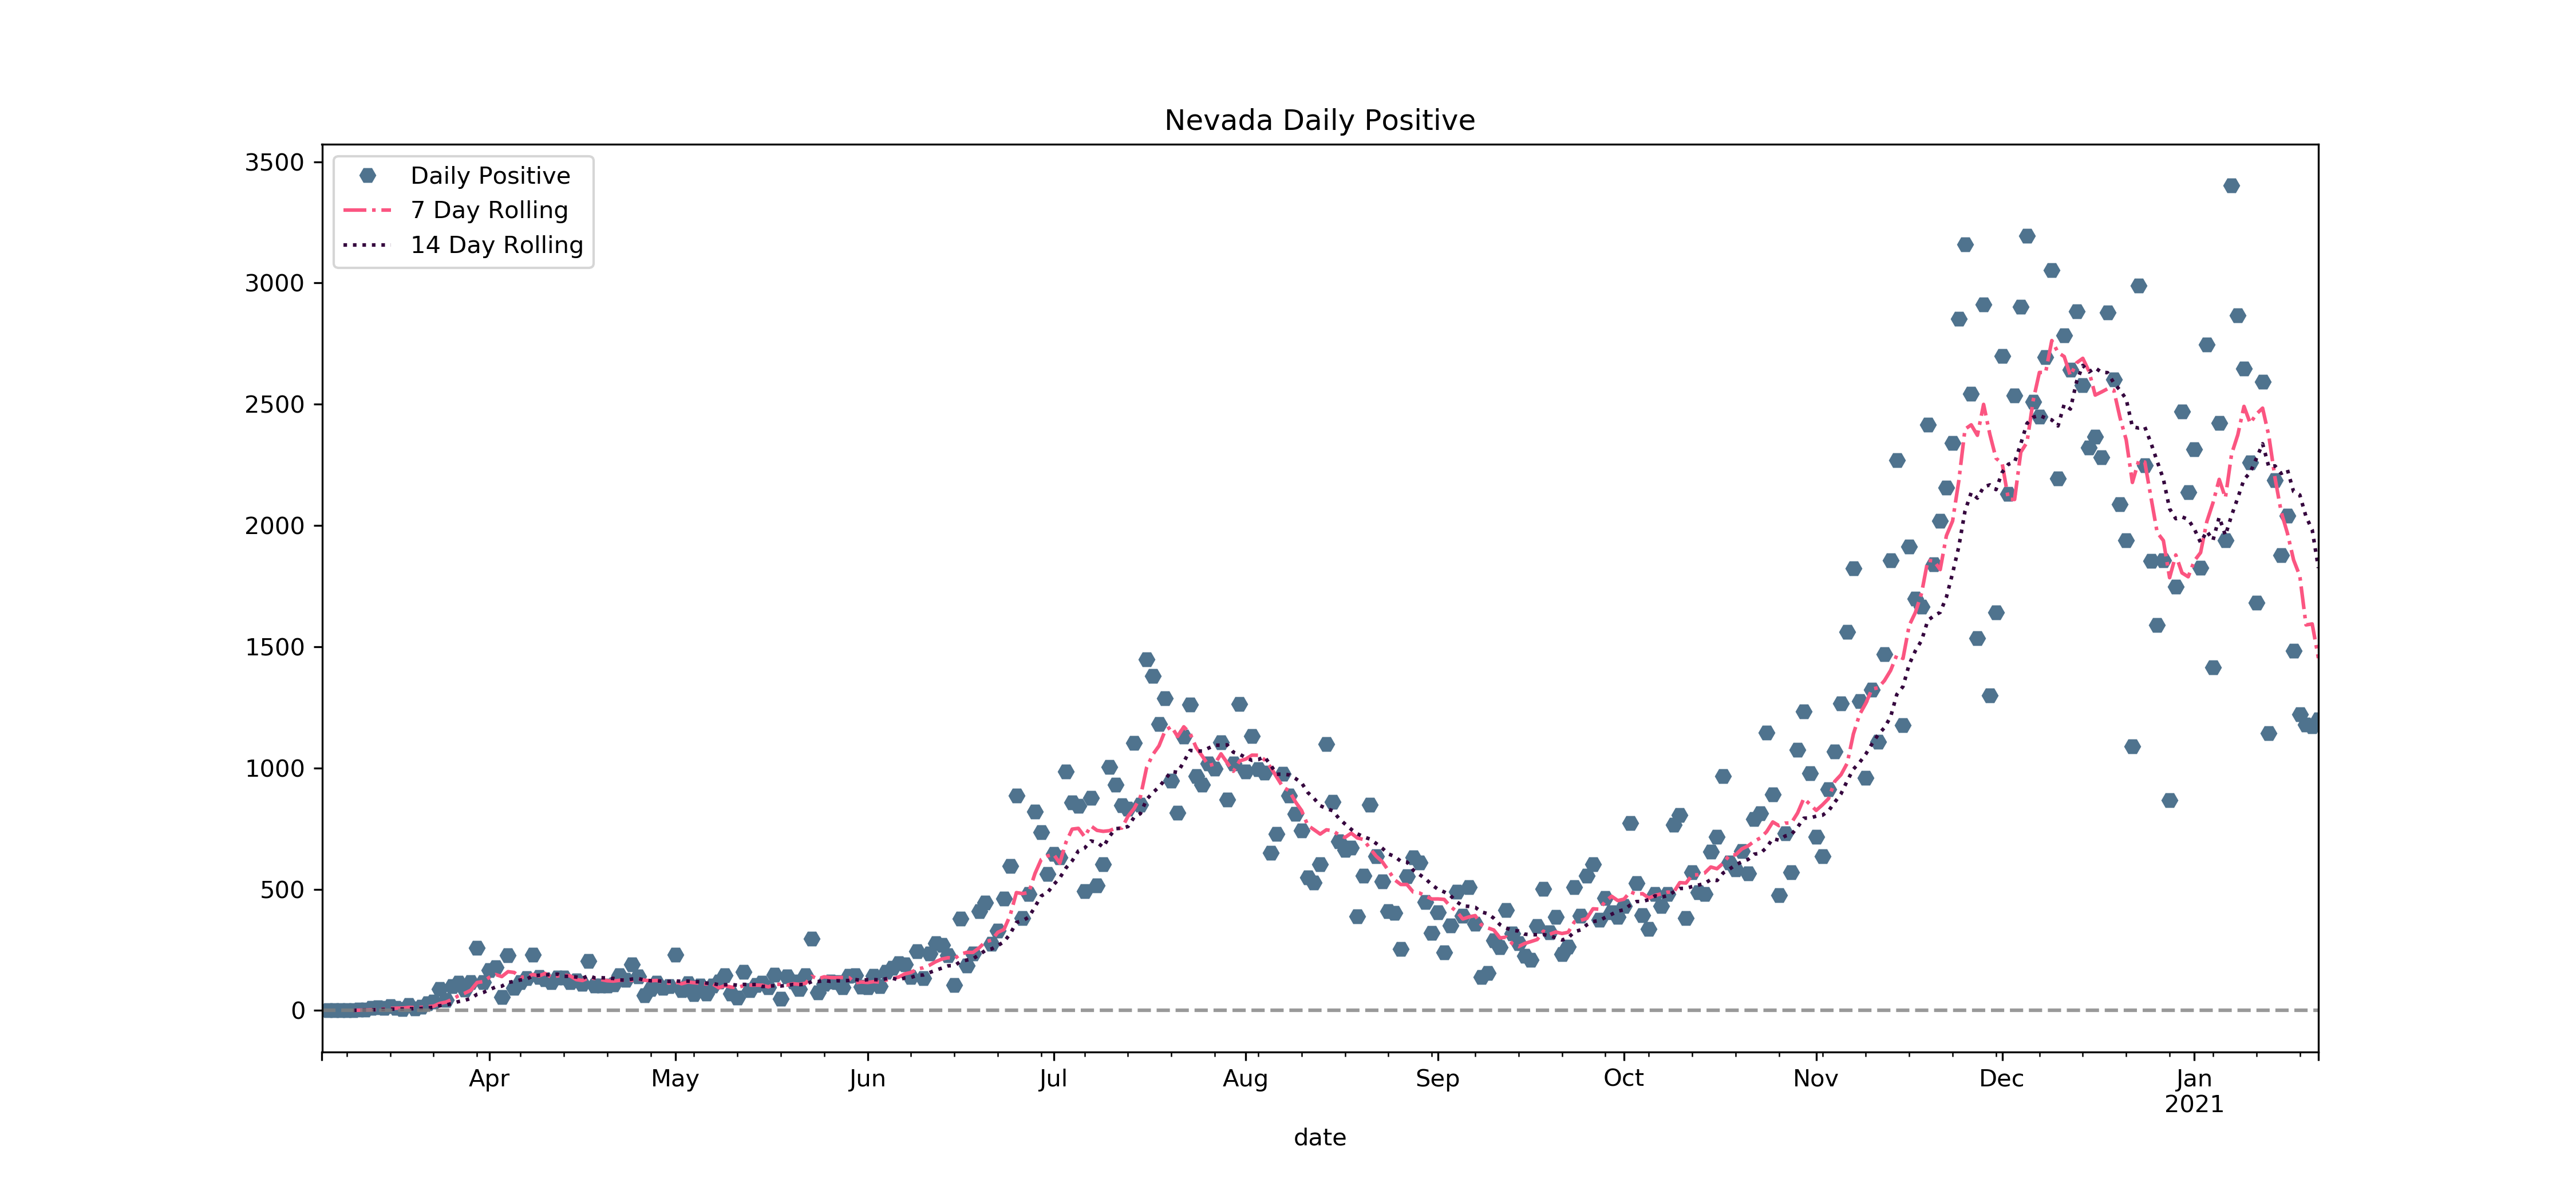 Nevada Daily Positive
3500
3000
2500
2000
1500
1000
500
0
Daily Positive
7 Day Rolling
14 Day Rolling
Apr May Jun Jul Aug Sep Oct Nov Dec Jan
2021
date